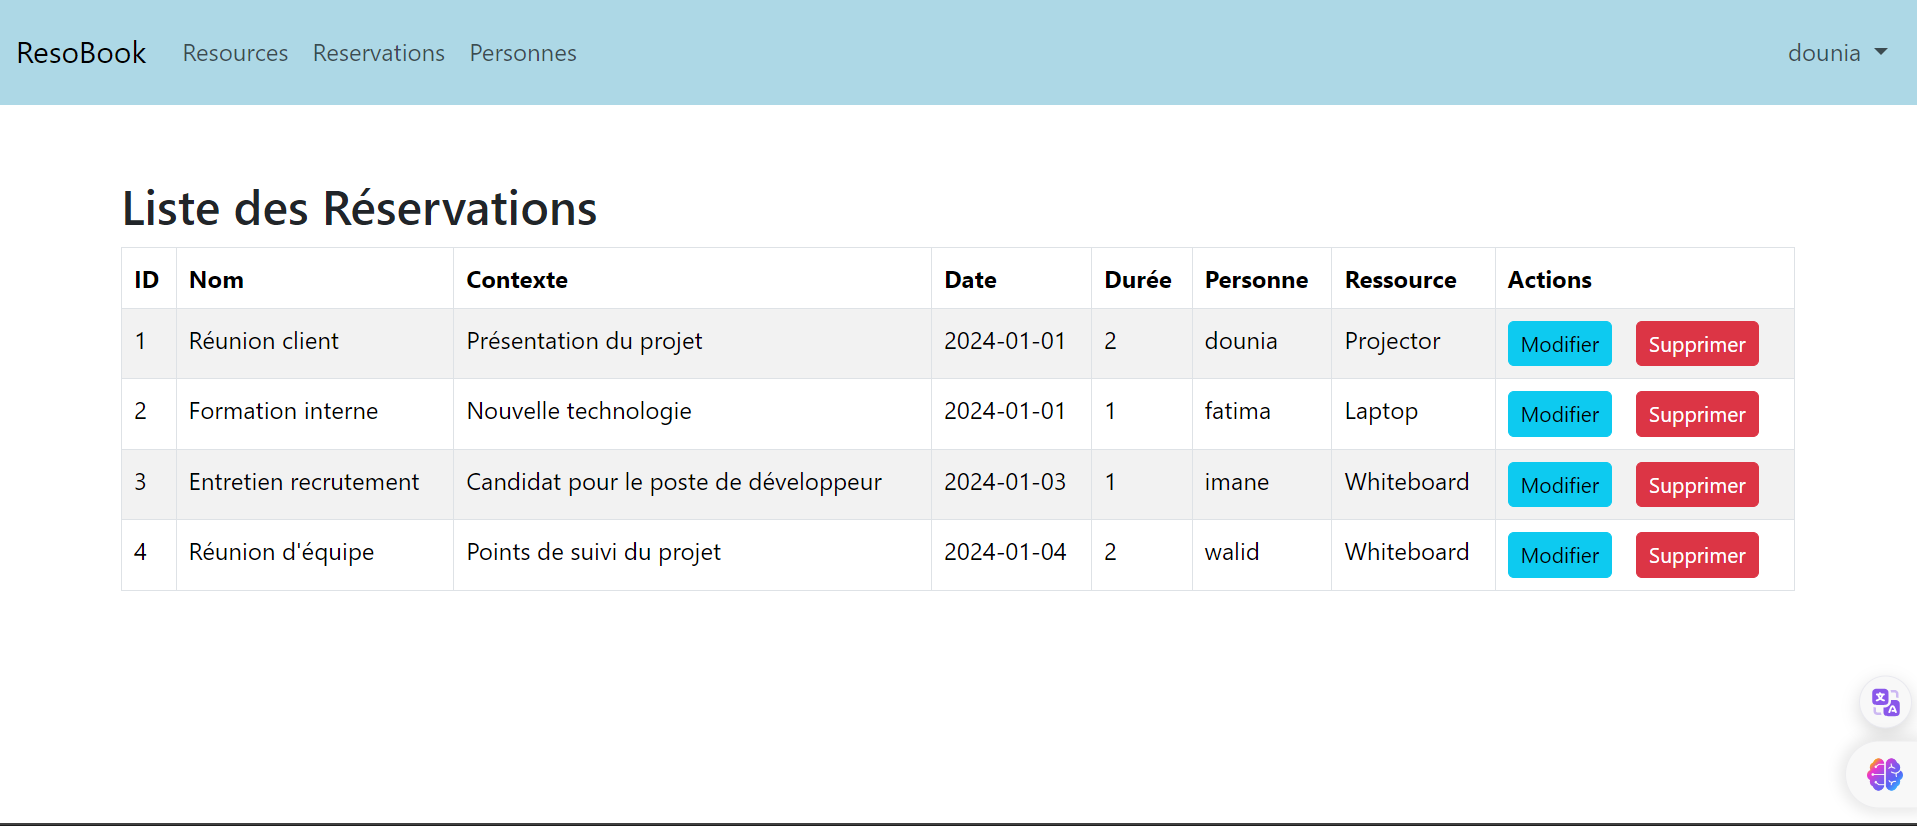 ResoBook Resources Reservations Personnes dounia
Liste des Réservations
ID Nom Contexte Date Durée Personne Ressource Actions
1 Réunion client Présentation du projet 2024-01-01 2 dounia Projector Modifier Supprimer
2 Formation interne Nouvelle technologie 2024-01-01 1 fatima Laptop Modifier Supprimer
3 Entretien recrutement Candidat pour le poste de développeur 2024-01-03 1 imane Whiteboard Modifier Supprimer
4 Réunion d'équipe Points de suivi du projet 2024-01-04 2 walid Whiteboard Modifier Supprimer